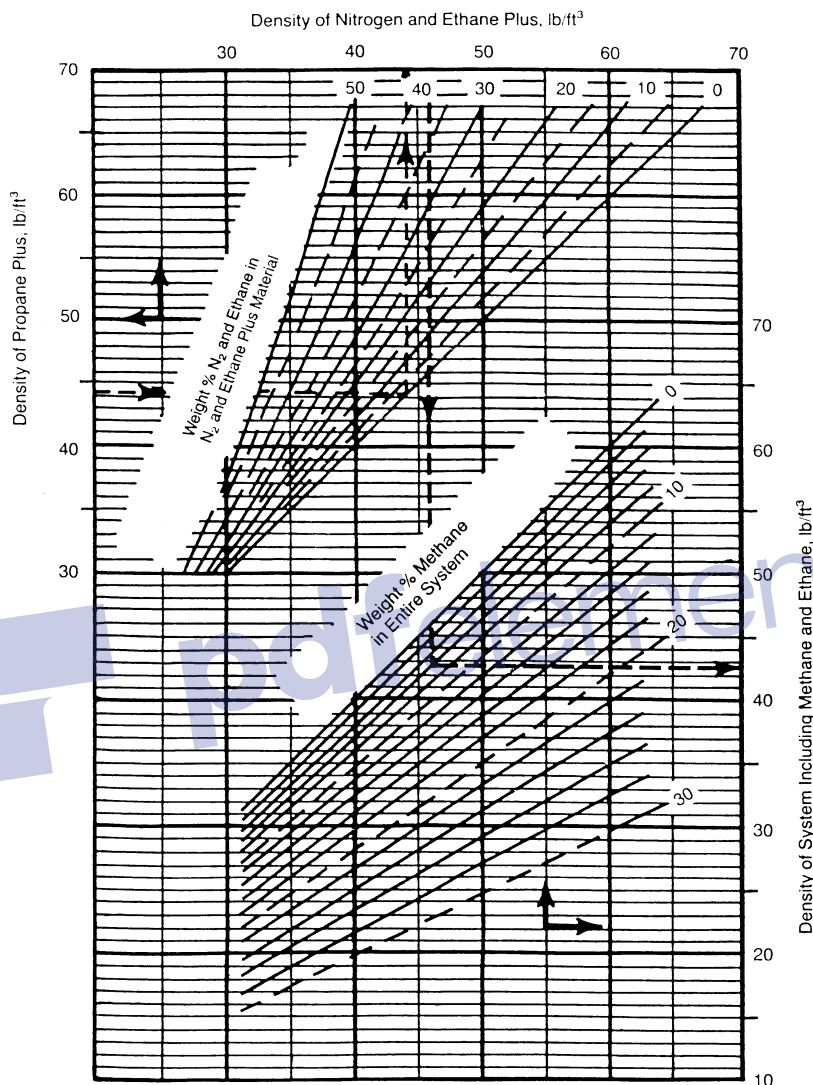 Density of Nitrogen and Ethane Plus, lb/ft³
30 40 50 60 70
70
50 40 30 20 10 0
60
50
40
30
Density of Propane Plus, lb/ft³
Weight % N₂ and Ethane in
N₂ and Ethane Plus Material
70
60
50
40
30
20
10
Density of System Including Methane and Ethane, lb/ft³
Weight % Methane
in Entire System
0
10
20
30
pdfelemen